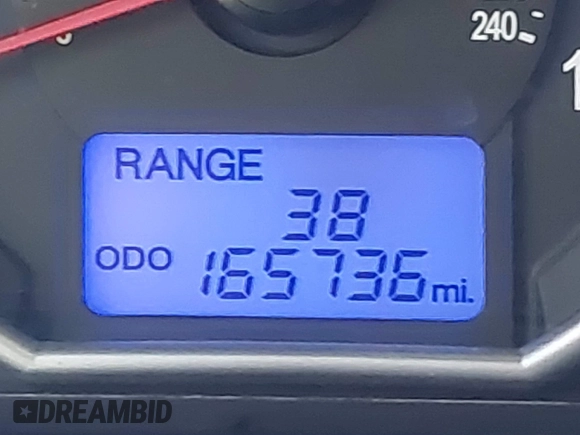 240
RANGE
38
ODO 165736 mi.
DREAMBID